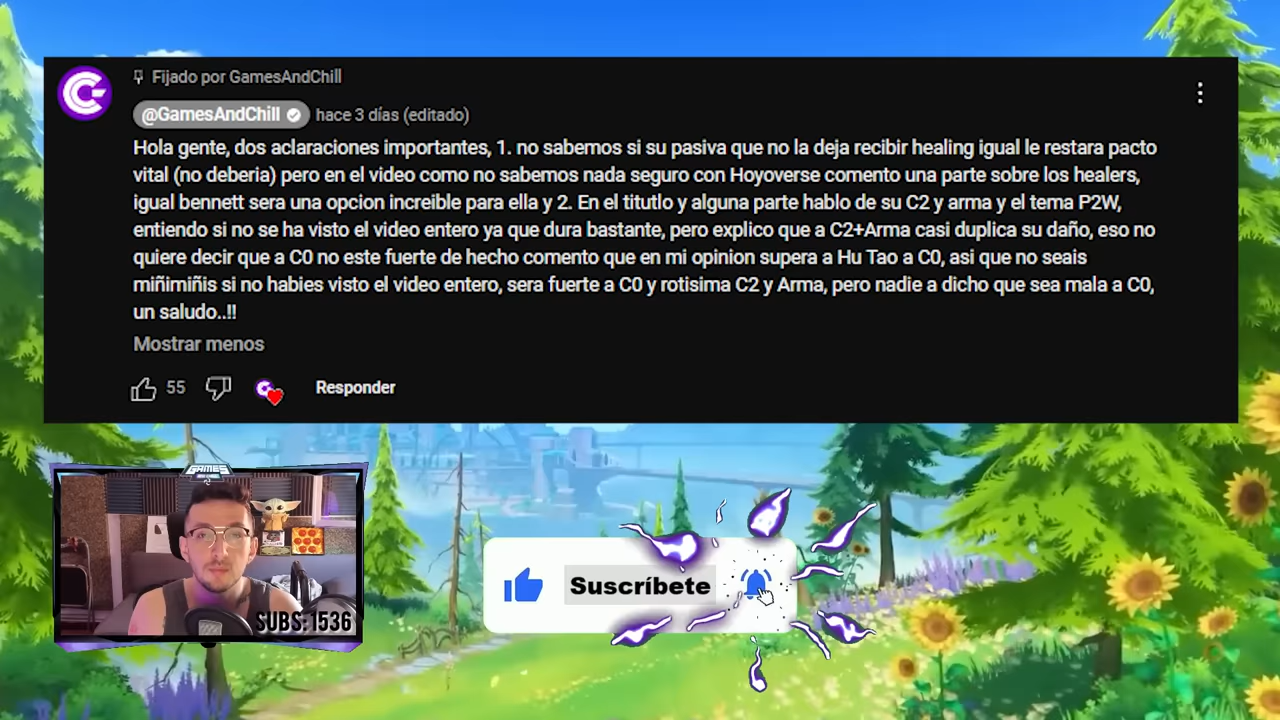 Fijado por GamesAndChill
@GamesAndChill hace 3 días (editado)
Hola gente, dos aclaraciones importantes, 1. no sabemos si su pasiva que no la deja recibir healing igual le restara pacto
vital (no deberia) pero en el video como no sabemos nada seguro con Hoyoverse comento una parte sobre los healers,
igual bennett sera una opcion increible para ella y 2. En el titutlo y alguna parte hablo de su C2 y arma y el tema P2W,
entiendo si no se ha visto el video entero ya que dura bastante, pero explico que a C2+Arma casi duplica su daño, eso no
quiere decir que a C0 no este fuerte de hecho comento que en mi opinion supera a Hu Tao a C0, asi que no seais
miñimiñis si no habies visto el video entero, sera fuerte a C0 y rotisima C2 y Arma, pero nadie a dicho que sea mala a C0,
un saludo..!!
Mostrar menos
55
Responder
GAMES
SUBS: 1536
Suscríbete